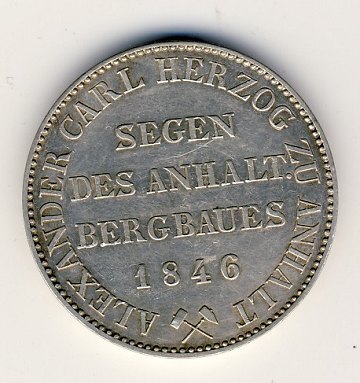 ALEXANDER CARL HERZOG ZU ANHALT
SEGEN
DES ANHALT.
BERGBAUES
1846